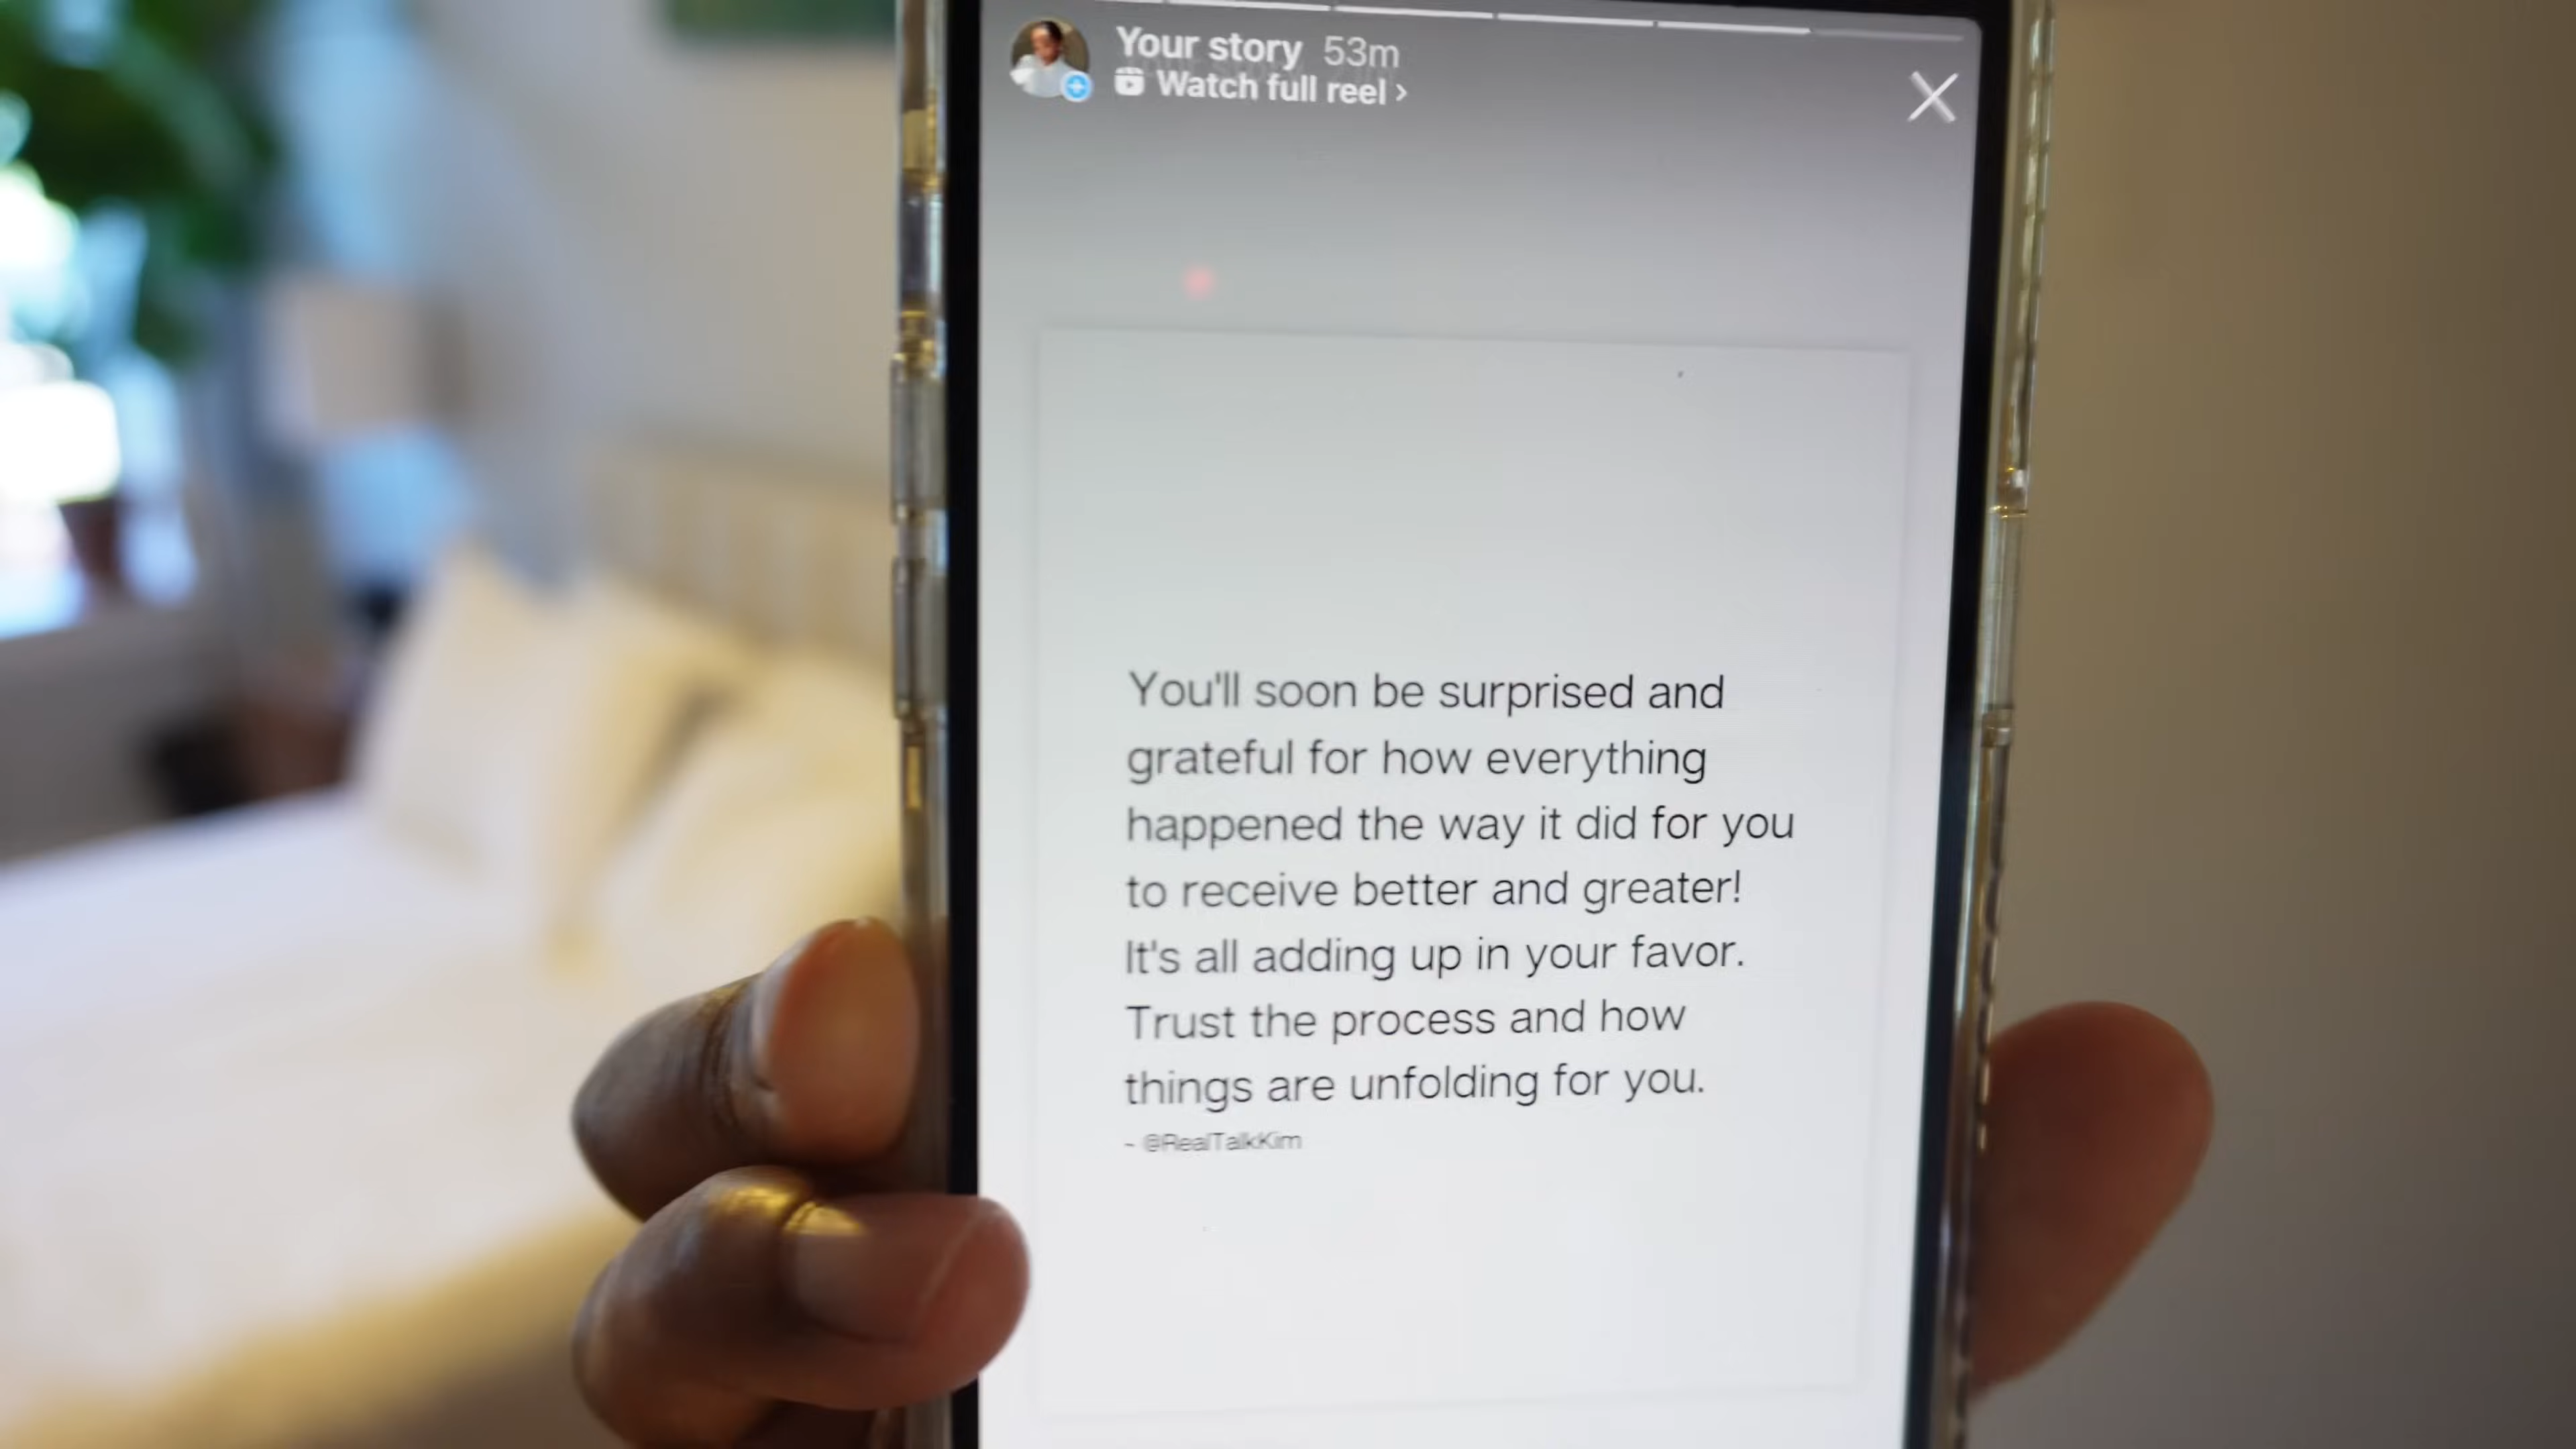 Your story 53m
Watch full reel ›
You'll soon be surprised and
grateful for how everything
happened the way it did for you
to receive better and greater!
It's all adding up in your favor.
Trust the process and how
things are unfolding for you.
~ @RealTalkKim